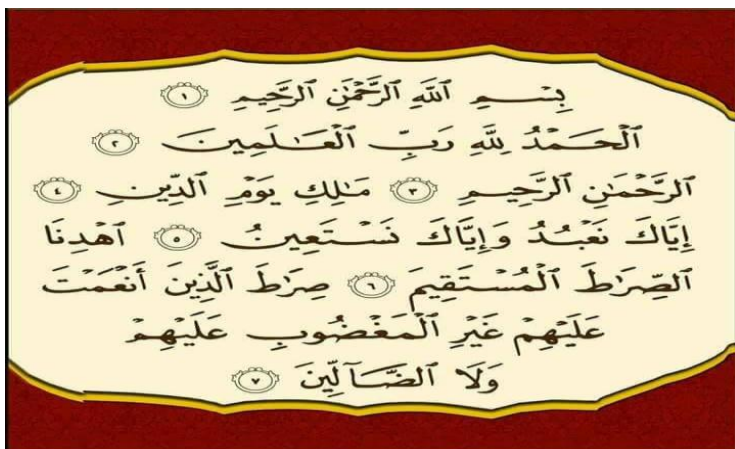 بِسْمِ ٱللَّهِ ٱلرَّحْمَٰنِ ٱلرَّحِيمِ ١
ٱلْحَمْدُ لِلَّهِ رَبِّ ٱلْعَٰلَمِينَ ٢
ٱلرَّحْمَٰنِ ٱلرَّحِيمِ ٣ مَٰلِكِ يَوْمِ ٱلدِّينِ ٤
إِيَّاكَ نَعْبُدُ وَإِيَّاكَ نَسْتَعِينُ ٥ ٱهْدِنَا
ٱلصِّرَٰطَ ٱلْمُسْتَقِيمَ ٦ صِرَٰطَ ٱلَّذِينَ أَنْعَمْتَ
عَلَيْهِمْ غَيْرِ ٱلْمَغْضُوبِ عَلَيْهِمْ
وَلَا ٱلضَّآلِّينَ ٧